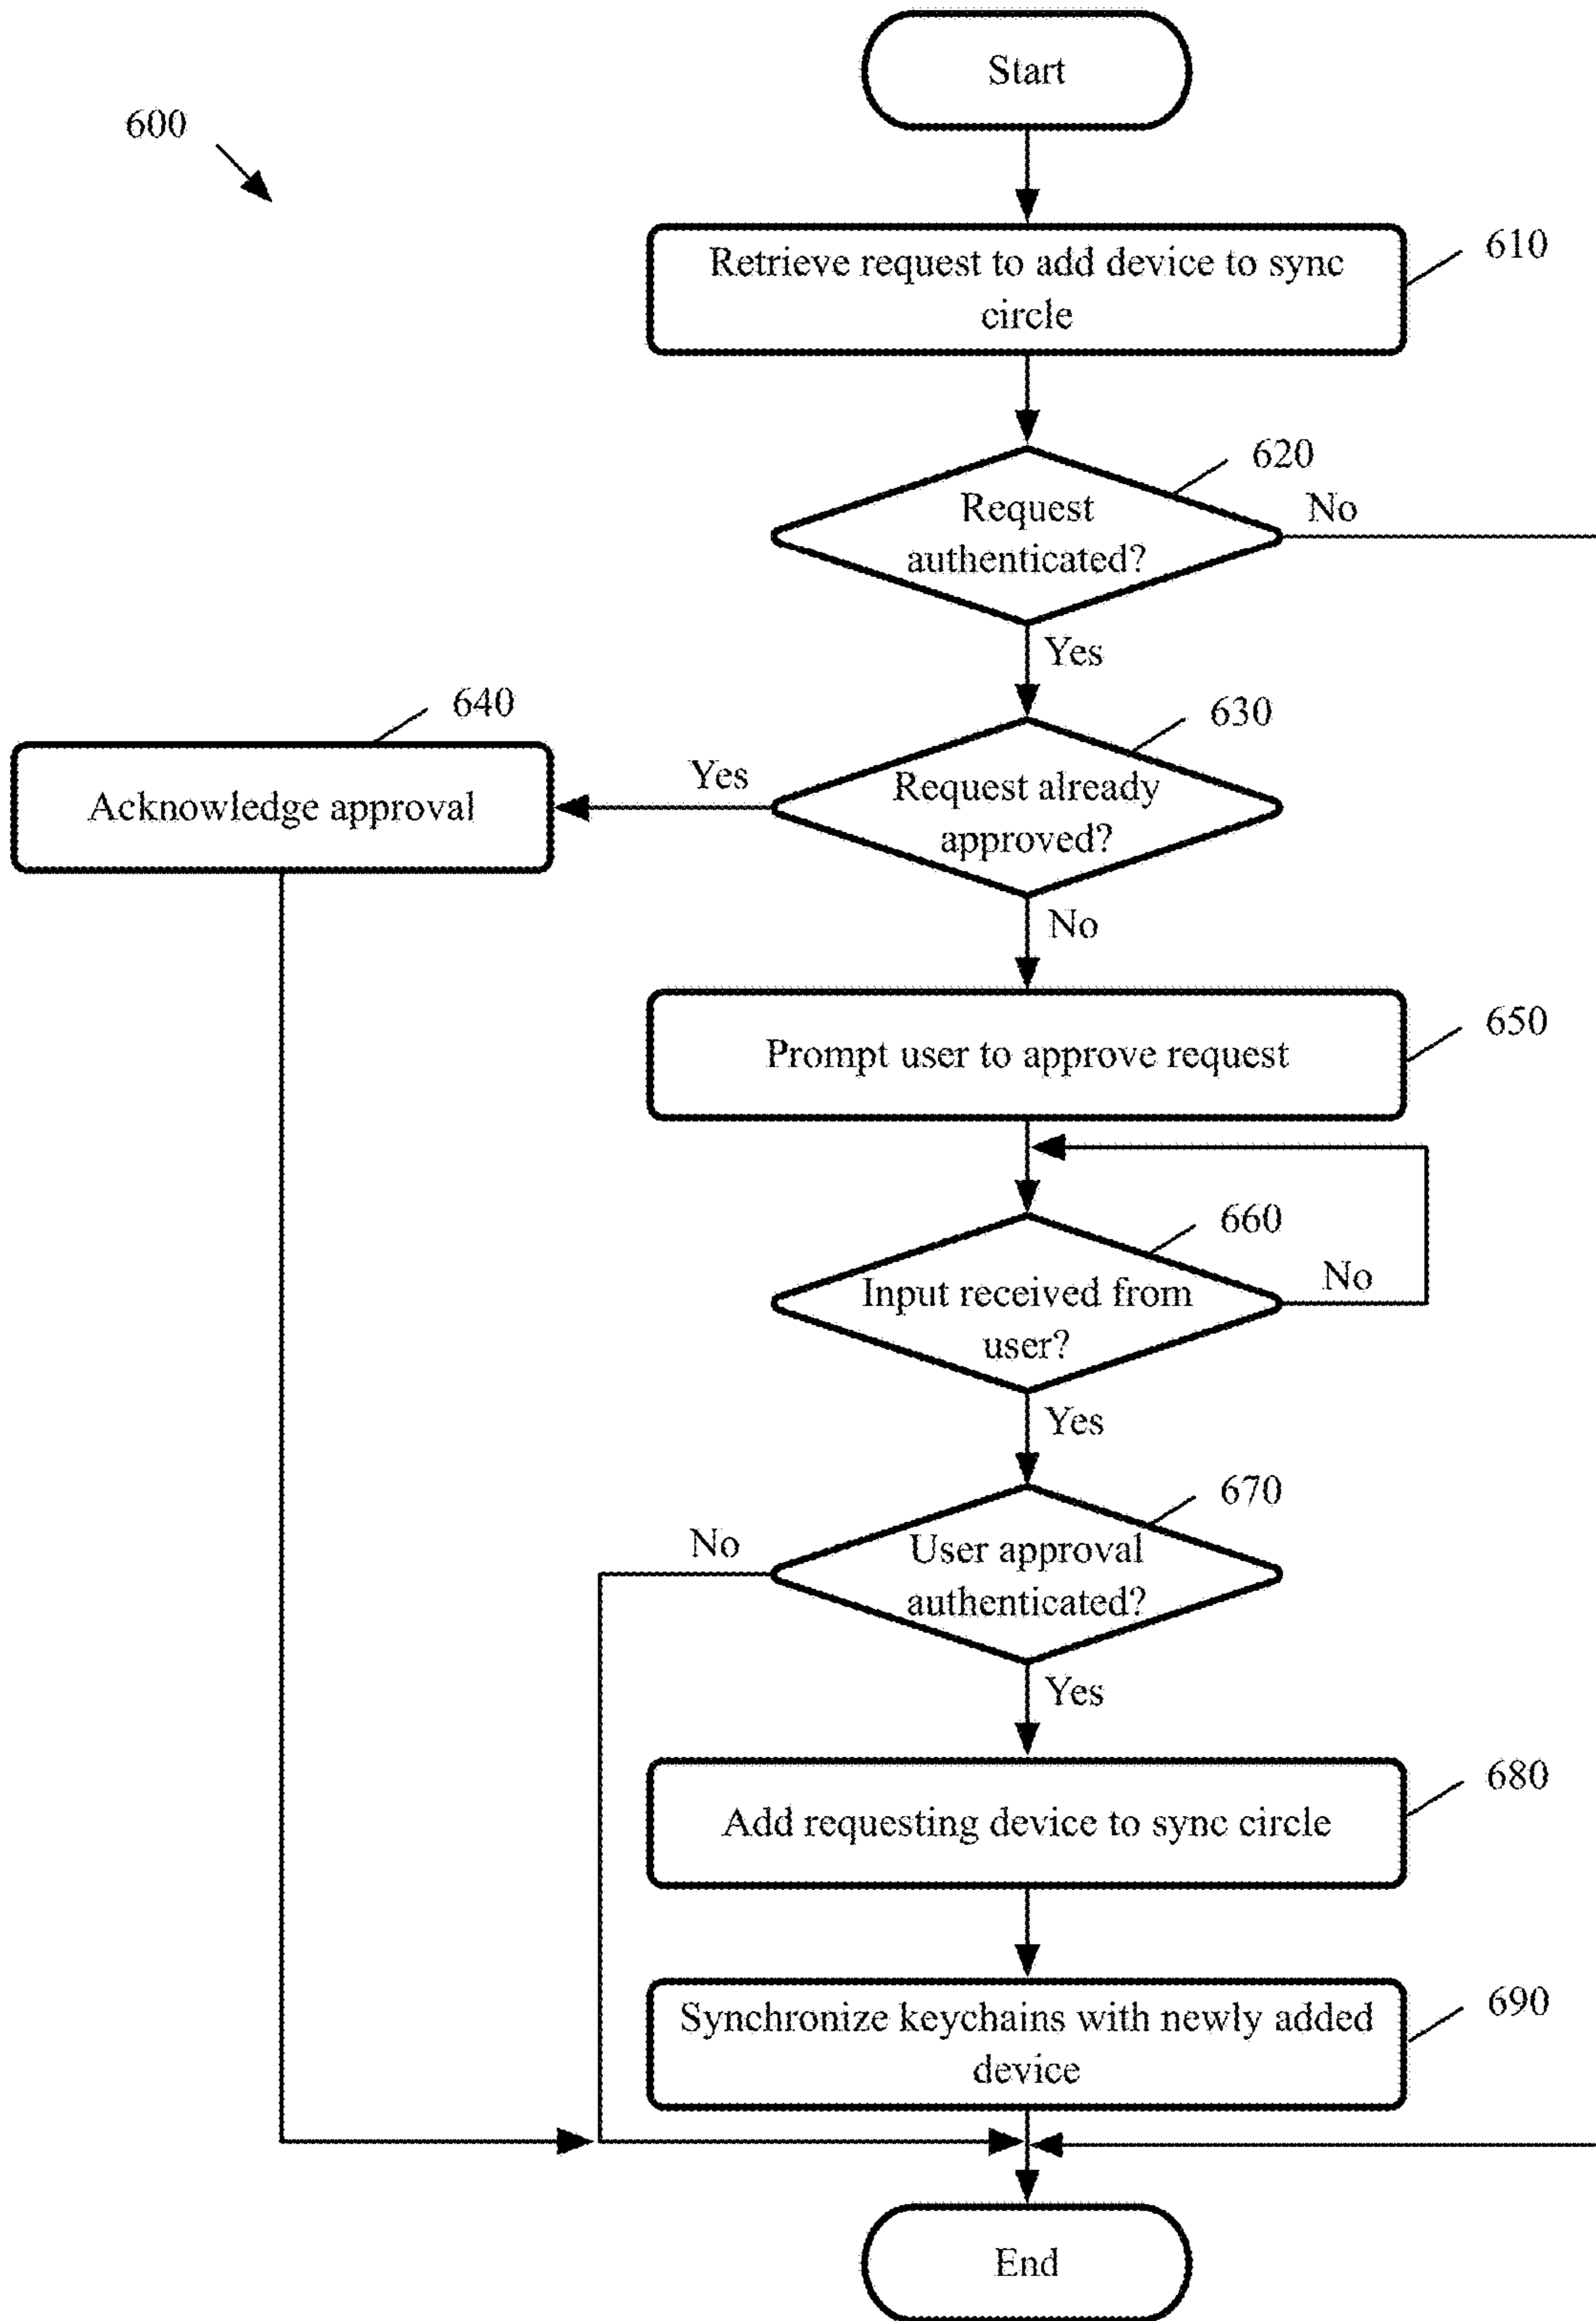 Start
600
Retrieve request to add device to sync
circle
610
620
Request
authenticated?
No
Yes
640
630
Acknowledge approval
Yes
Request already
approved?
No
Prompt user to approve request
650
660
Input received from
user?
No
Yes
670
No
User approval
authenticated?
Yes
Add requesting device to sync circle
680
Synchronize keychains with newly added
device
690
End